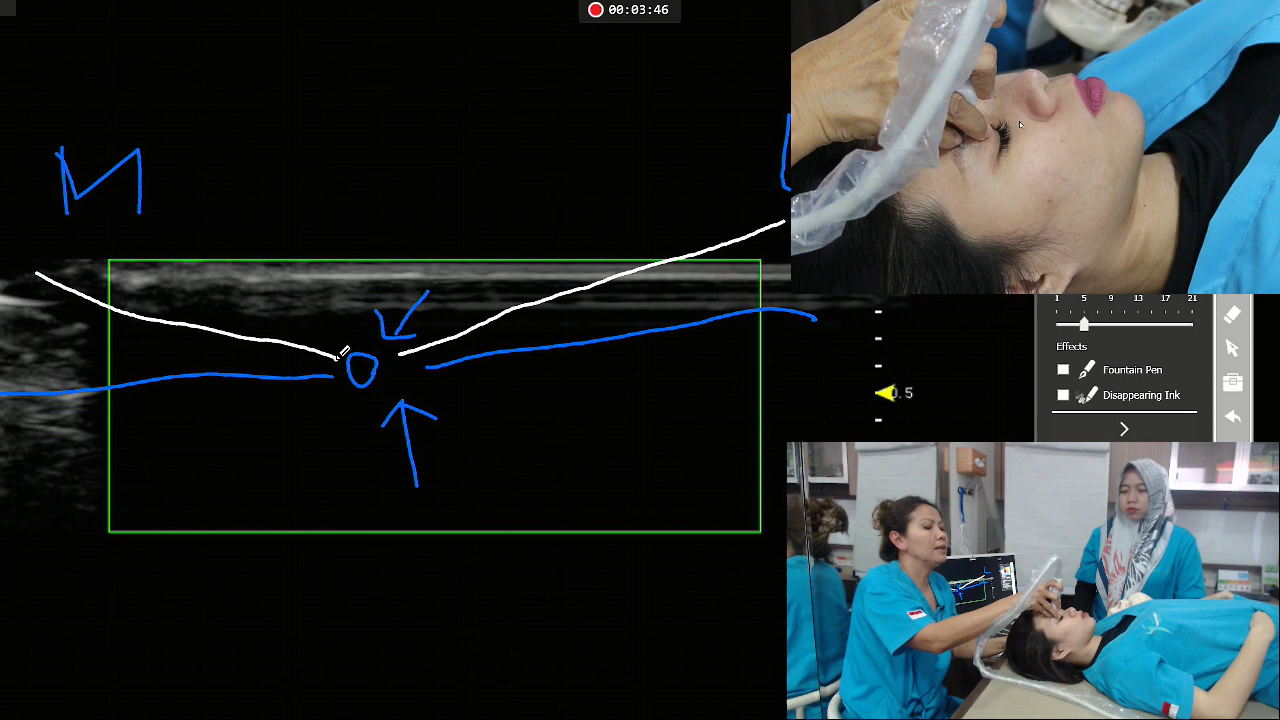 00:03:46
M
L
1 5 9 13 17 21
Effects
Fountain Pen
0.5
Disappearing Ink